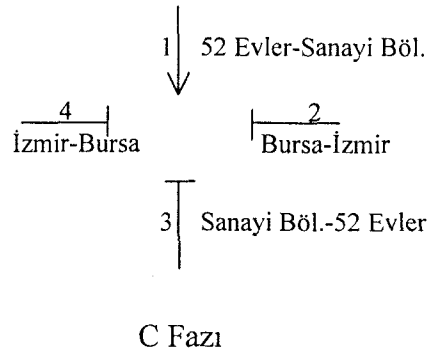 1 52 Evler-Sanayi Böl.
4 2
İzmir-Bursa Bursa-İzmir
3 Sanayi Böl.-52 Evler
C Fazı